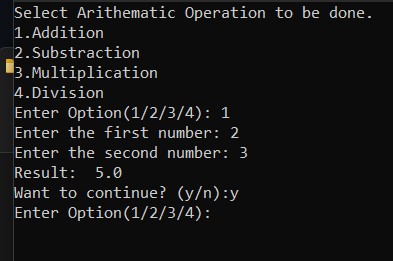 Select Arithematic Operation to be done.
1.Addition
2.Substraction
3.Multiplication
4.Division
Enter Option(1/2/3/4): 1
Enter the first number: 2
Enter the second number: 3
Result:  5.0
Want to continue? (y/n):y
Enter Option(1/2/3/4):